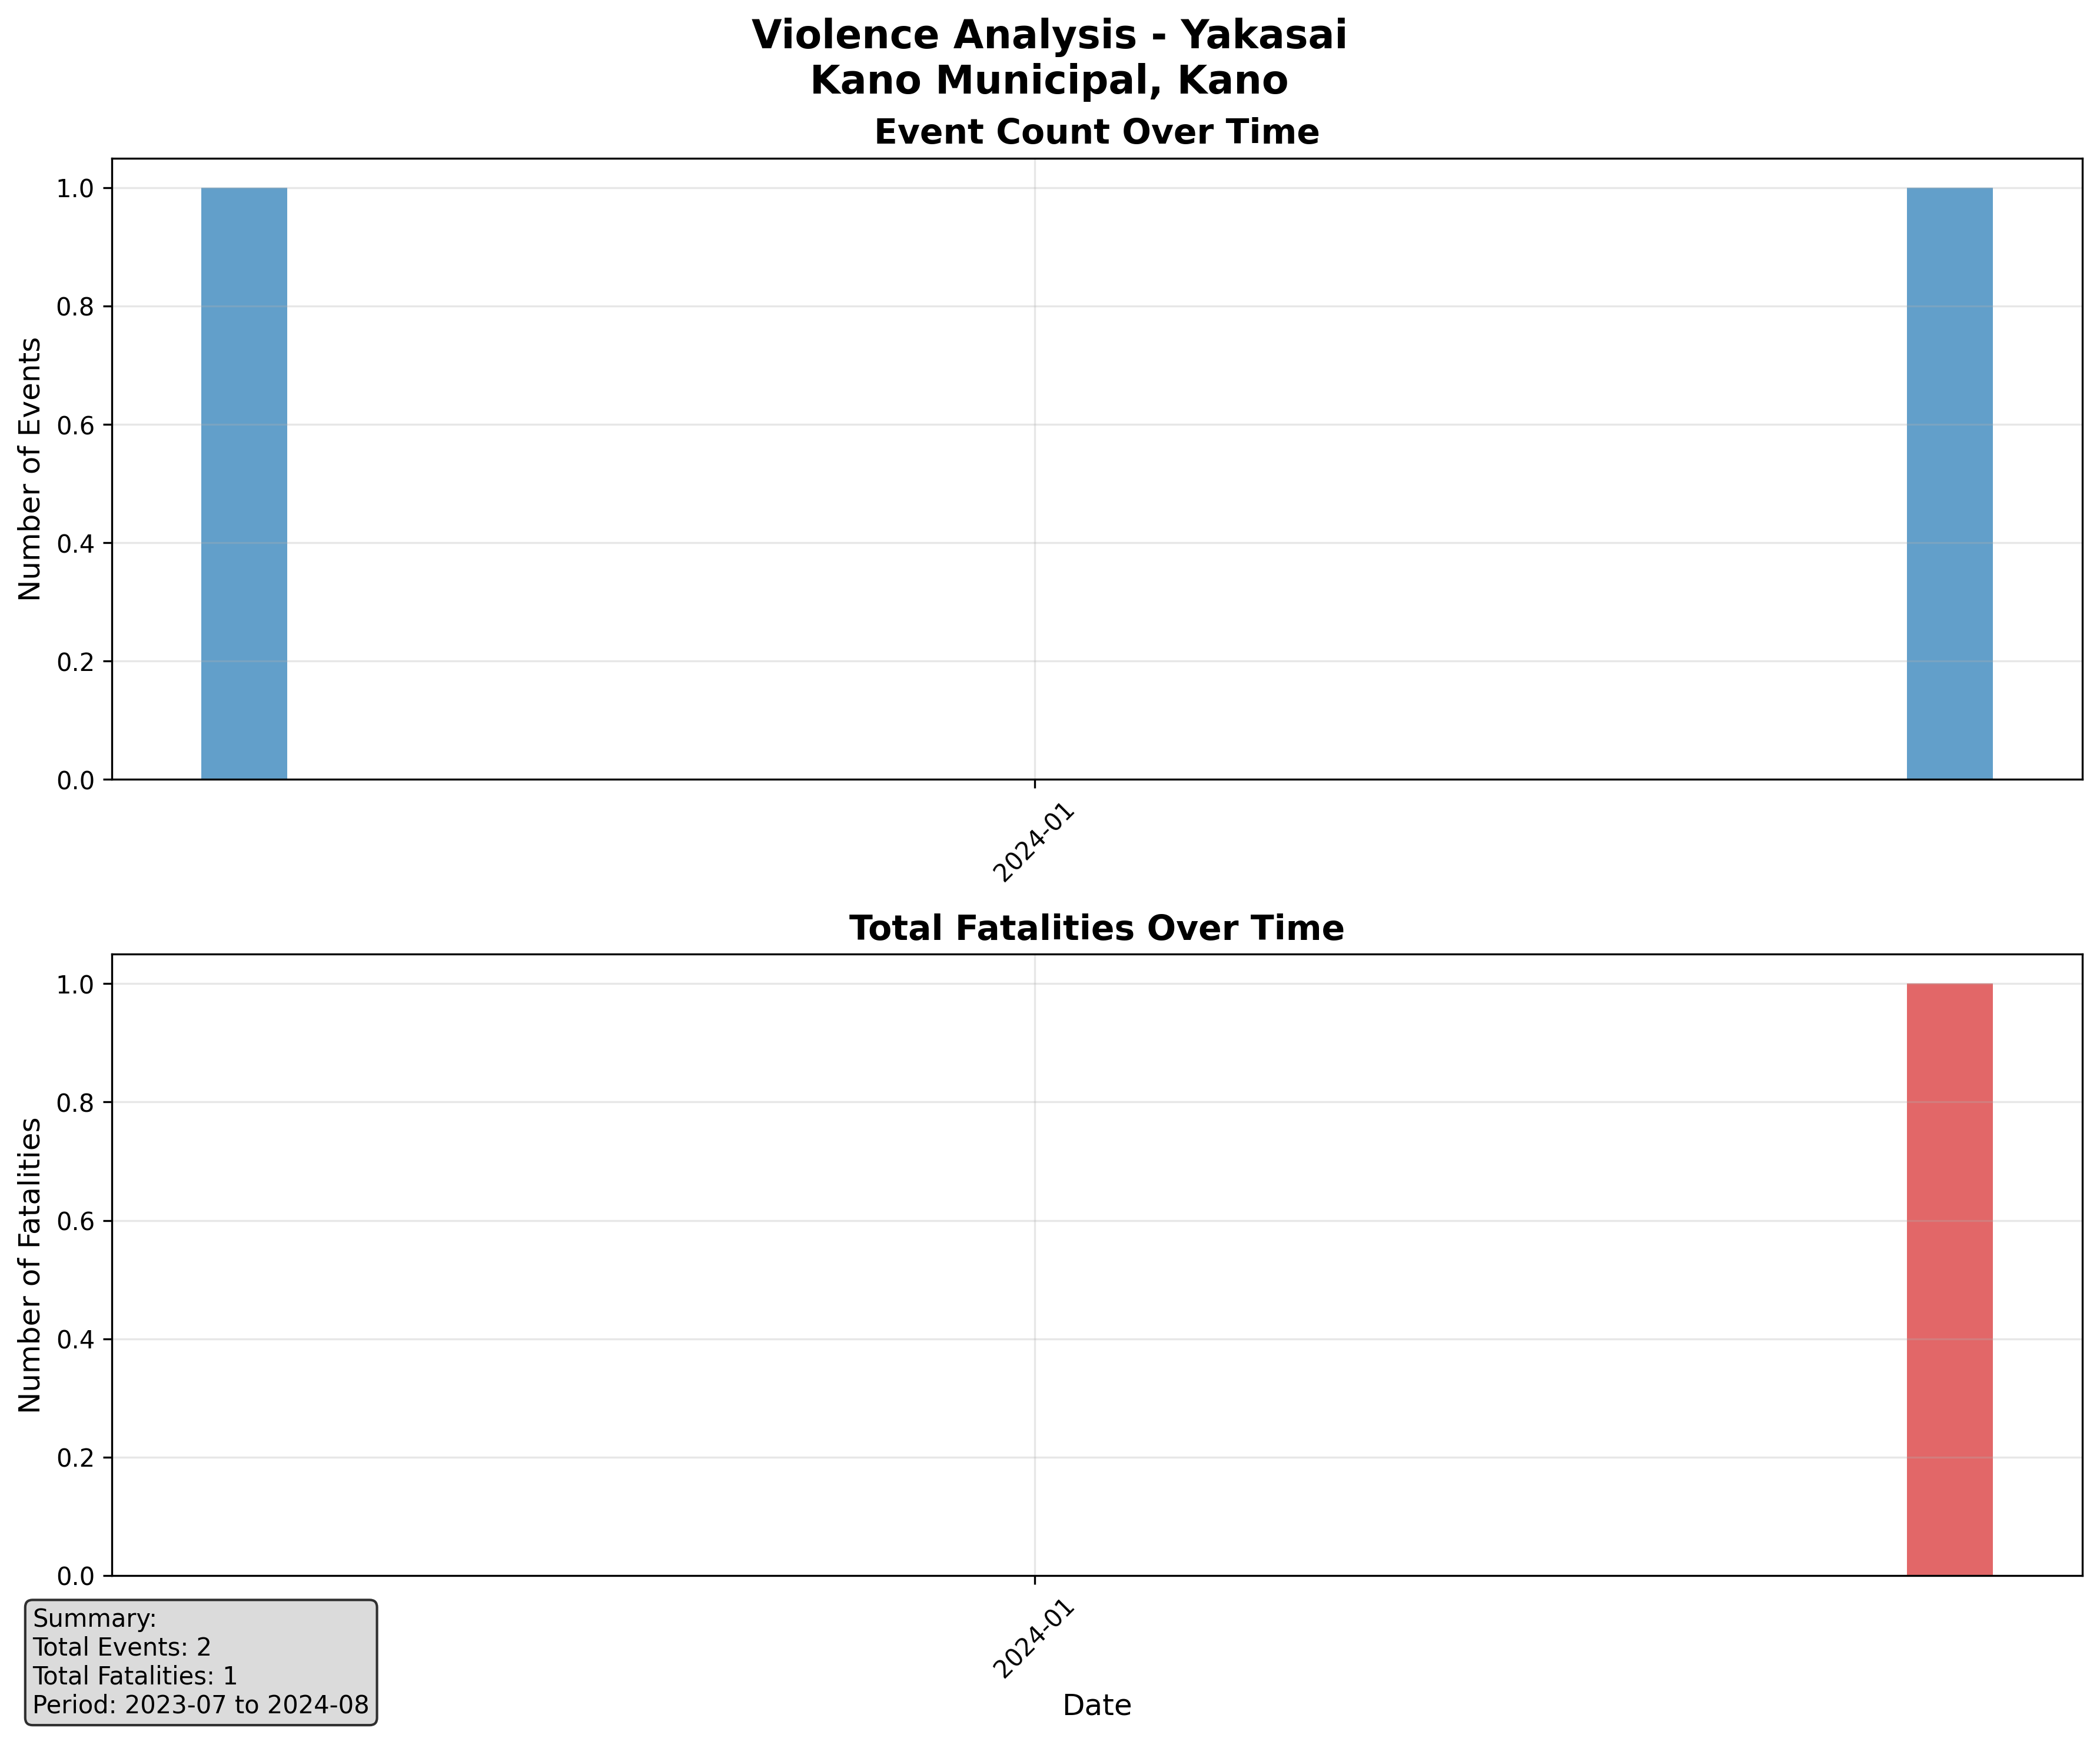 Violence Analysis - Yakasai
Kano Municipal, Kano
Event Count Over Time
1.0
0.8
0.6
0.4
0.2
0.0
Number of Events
2024-01
Total Fatalities Over Time
1.0
0.8
0.6
0.4
0.2
0.0
Number of Fatalities
2024-01
Date
Summary:
Total Events: 2
Total Fatalities: 1
Period: 2023-07 to 2024-08